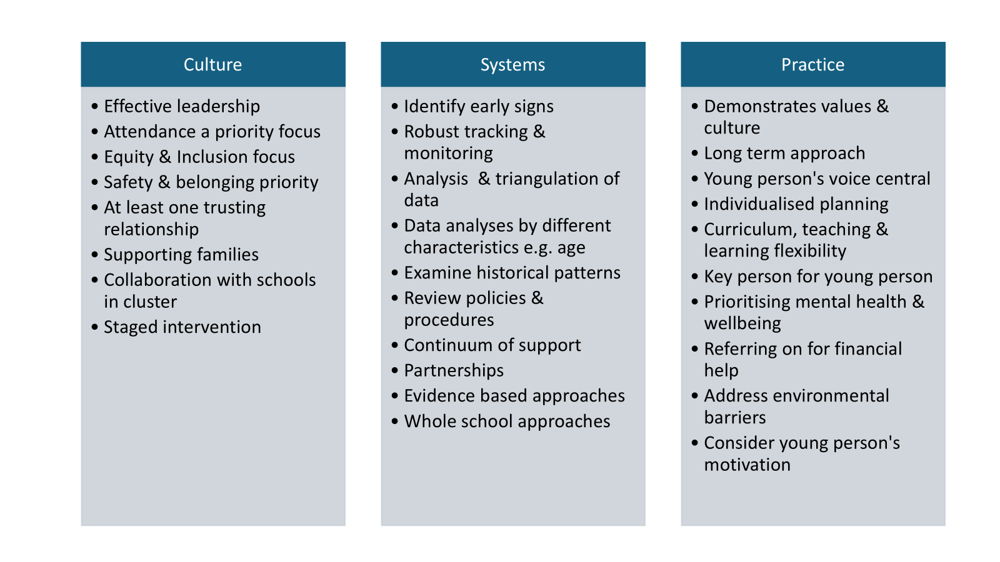 Culture
• Effective leadership
• Attendance a priority focus
• Equity & Inclusion focus
• Safety & belonging priority
• At least one trusting
relationship
• Supporting families
• Collaboration with schools
in cluster
• Staged intervention
Systems
• Identify early signs
• Robust tracking &
monitoring
• Analysis  & triangulation of
data
• Data analyses by different
characteristics e.g. age
• Examine historical patterns
• Review policies &
procedures
• Continuum of support
• Partnerships
• Evidence based approaches
• Whole school approaches
Practice
• Demonstrates values &
culture
• Long term approach
• Young person's voice central
• Individualised planning
• Curriculum, teaching &
learning flexibility
• Key person for young person
• Prioritising mental health &
wellbeing
• Referring on for financial
help
• Address environmental
barriers
• Consider young person's
motivation